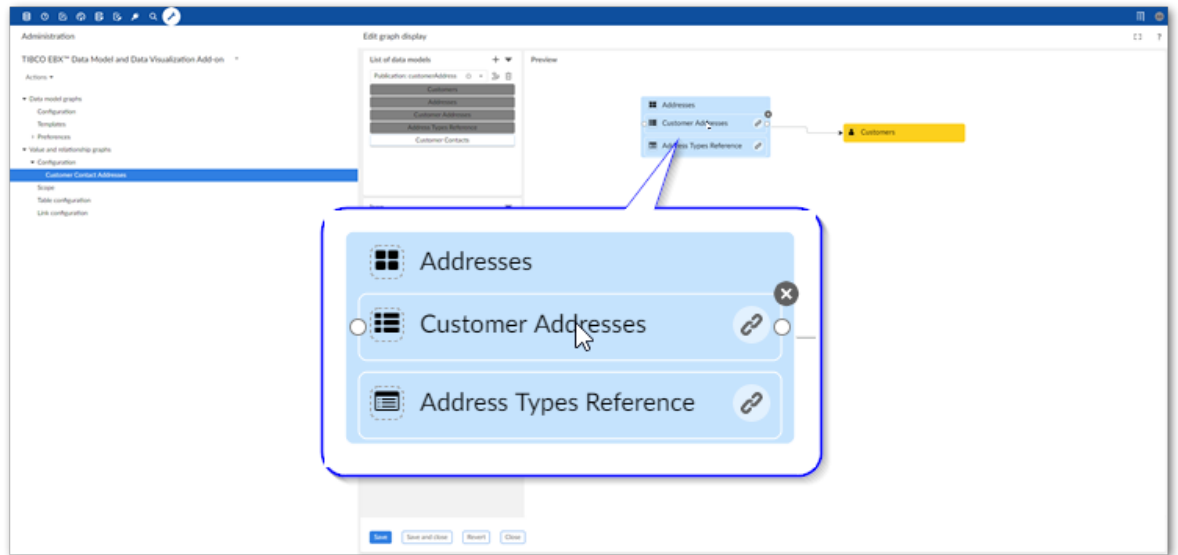 Administration
Edit graph display
?
TIBCO EBX™ Data Model and Data Visualization Add-on
Actions
Data model graphs
Configuration
Templates
Preferences
Value and relationship graphs
Configuration
Customer Contact Addresses
Scope
Table configuration
Link configuration
List of data models
Publication: customerAddress
Customers
Addresses
Customer Addresses
Address Types Reference
Customer Contacts
Preview
Addresses
Customer Addresses
Address Types Reference
Customers
Addresses
Customer Addresses
Address Types Reference
Save
Save and close
Revert
Close